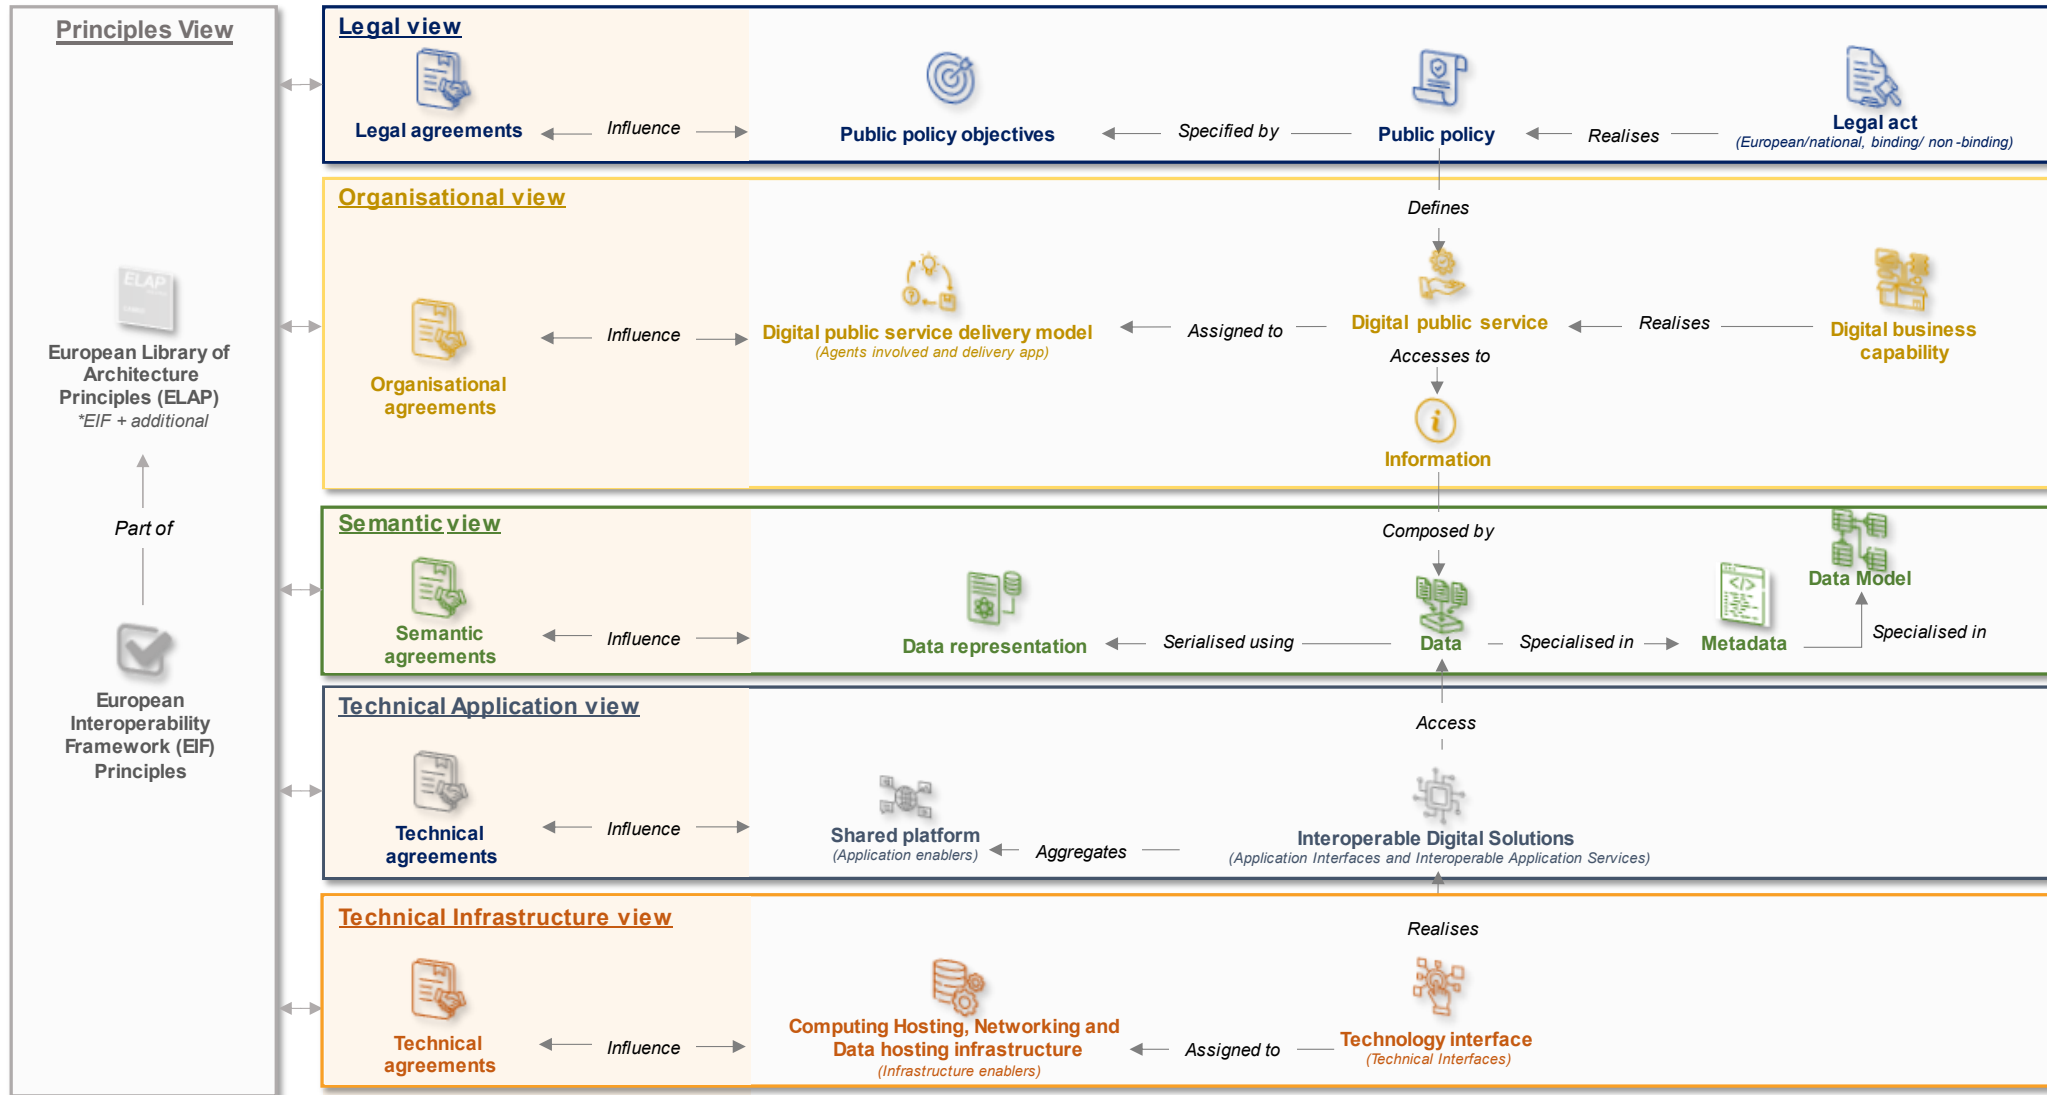 Principles View
ELAP
European Library of
Architecture
Principles (ELAP)
*EIF + additional
Part of
European
Interoperability
Framework (EIF)
Principles
Legal view
Legal agreements
Influence
Public policy objectives
Specified by
Public policy
Realises
Legal act
(European/national, binding/ non-binding)
Organisational view
Defines
Organisational
agreements
Influence
Digital public service delivery model
(Agents involved and delivery app)
Assigned to
Digital public service
Realises
Digital business
capability
Accesses to
Information
Semantic view
Composed by
Semantic
agreements
Influence
Data representation
Serialised using
Data
Specialised in
Metadata
Data Model
Specialised in
Technical Application view
Access
Technical
agreements
Influence
Shared platform
(Application enablers)
Aggregates
Interoperable Digital Solutions
(Application Interfaces and Interoperable Application Services)
Technical Infrastructure view
Realises
Technical
agreements
Influence
Computing Hosting, Networking and
Data hosting infrastructure
(Infrastructure enablers)
Assigned to
Technology interface
(Technical Interfaces)